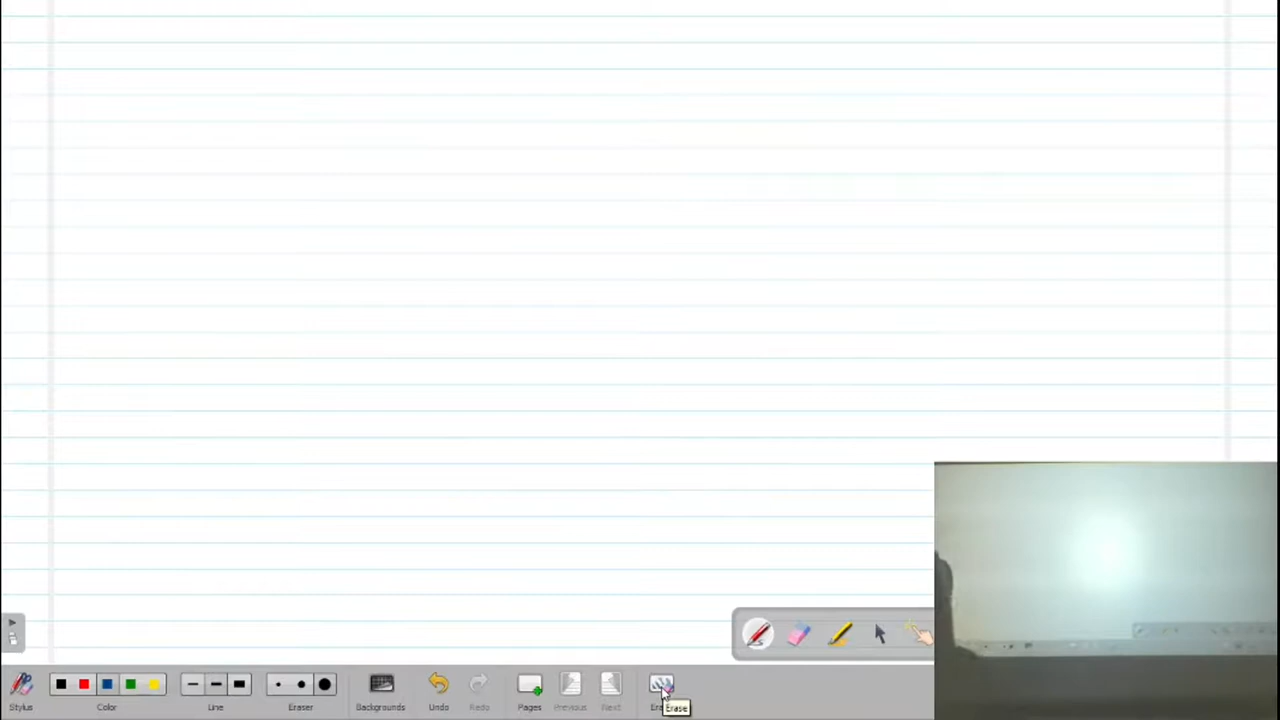 Stylus
Color
Line
Eraser
Backgrounds
Undo
Redo
Pages
Previous
Next
Erase